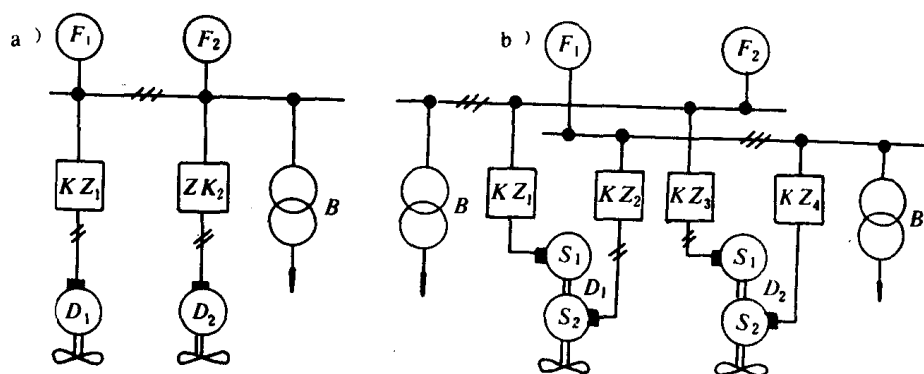 a )
F₁
F₂
KZ₁
ZK₂
B
D₁
D₂
b )
F₁
F₂
B
KZ₁
KZ₂
KZ₃
KZ₄
B
S₁
D₁
S₂
S₁
D₂
S₂